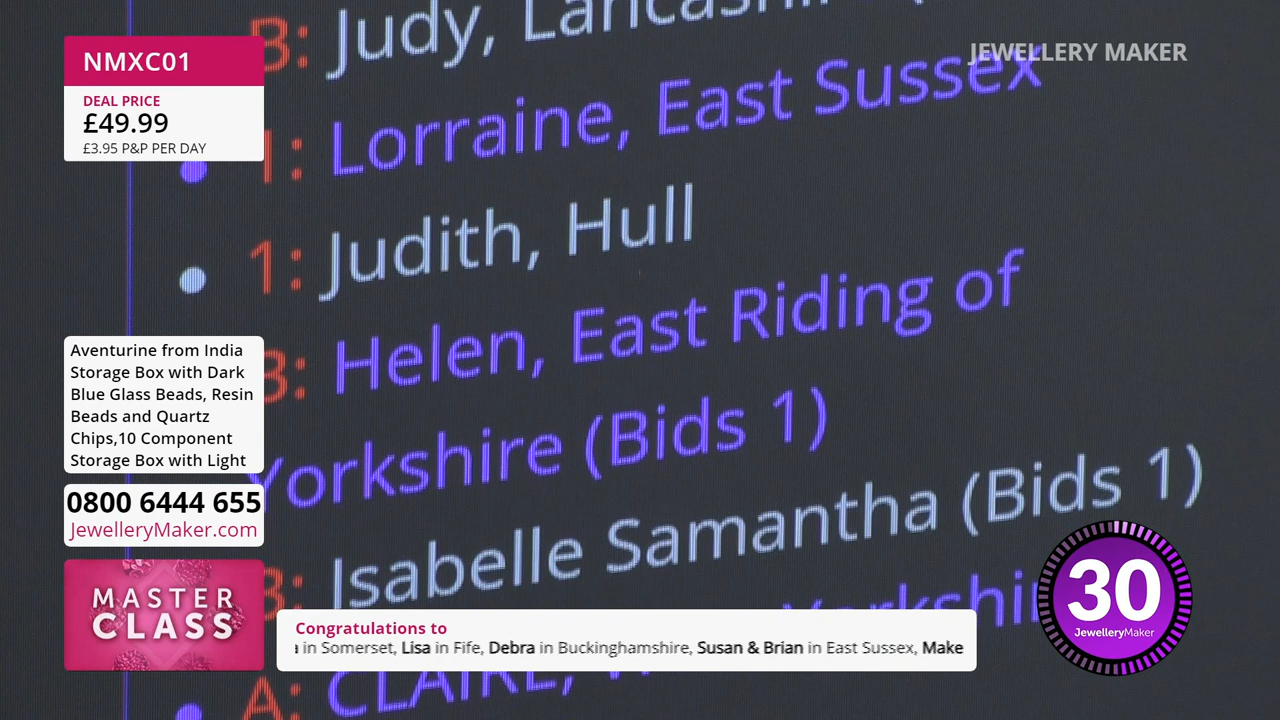 NMXC01
DEAL PRICE
£49.99
£3.95 P&P PER DAY
JEWELLERY MAKER
B: Judy,
1: Lorraine, East Sussex
1: Judith, Hull
B: Helen, East Riding of
Yorkshire (Bids 1)
B: Isabelle Samantha (Bids 1)
A: CLAIRE,
Aventurine from India
Storage Box with Dark
Blue Glass Beads, Resin
Beads and Quartz
Chips,10 Component
Storage Box with Light
0800 6444 655
JewelleryMaker.com
MASTER
CLASS
Congratulations to
in Somerset, Lisa in Fife, Debra in Buckinghamshire, Susan & Brian in East Sussex, Make
30
JewelleryMaker